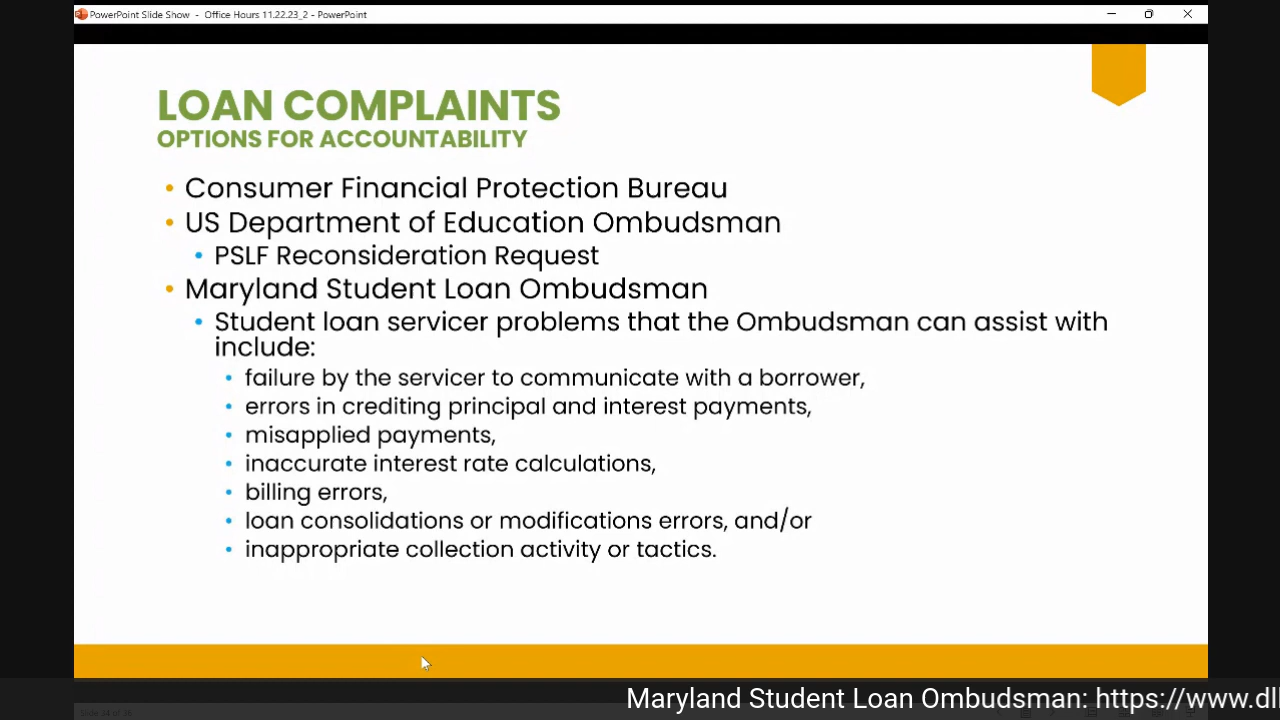 PowerPoint Slide Show - Office Hours 11.22.23_2 - PowerPoint
LOAN COMPLAINTS
OPTIONS FOR ACCOUNTABILITY
• Consumer Financial Protection Bureau
• US Department of Education Ombudsman
• PSLF Reconsideration Request
• Maryland Student Loan Ombudsman
• Student loan servicer problems that the Ombudsman can assist with
include:
• failure by the servicer to communicate with a borrower,
• errors in crediting principal and interest payments,
• misapplied payments,
• inaccurate interest rate calculations,
• billing errors,
• loan consolidations or modifications errors, and/or
• inappropriate collection activity or tactics.
Maryland Student Loan Ombudsman: https://www.dl